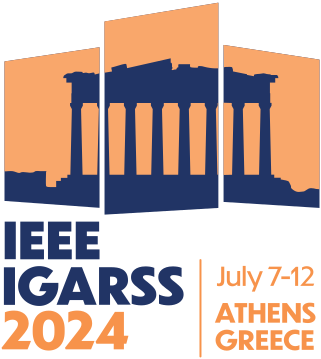 IEEE
IGARSS
2024
July 7-12
ATHENS
GREECE